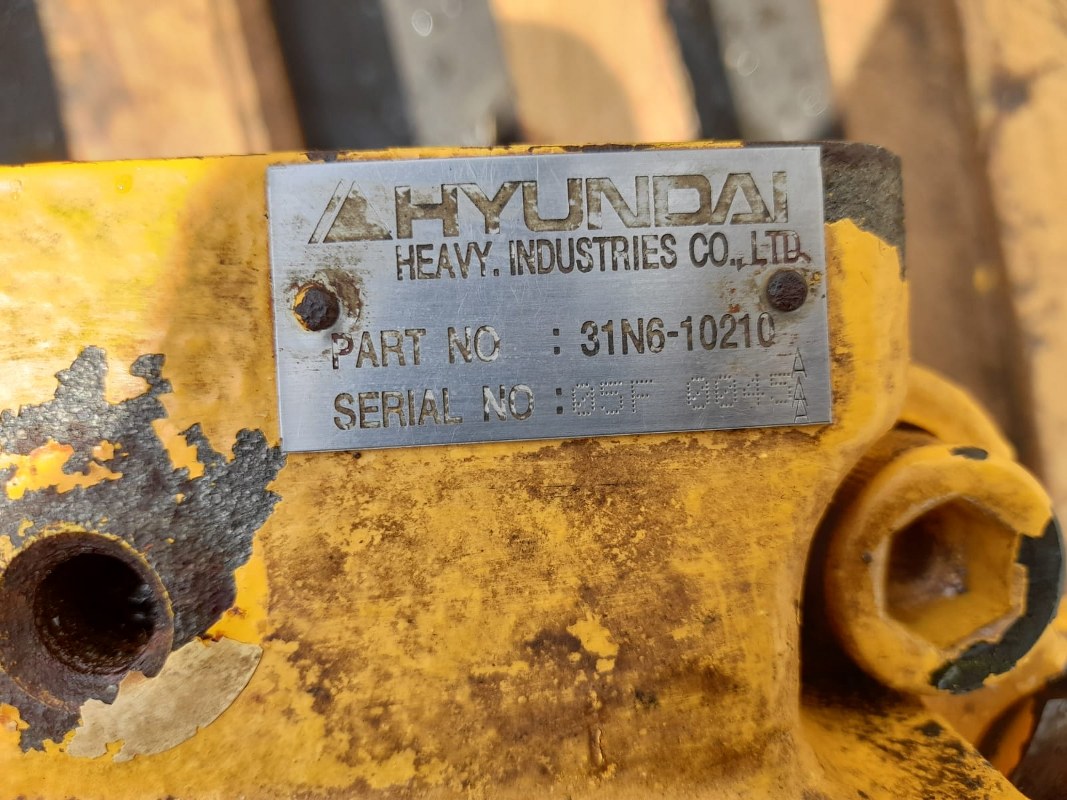 HYUNDAI
HEAVY. INDUSTRIES CO., LTD.
PART NO : 31N6-10210
SERIAL NO : 05F 0045